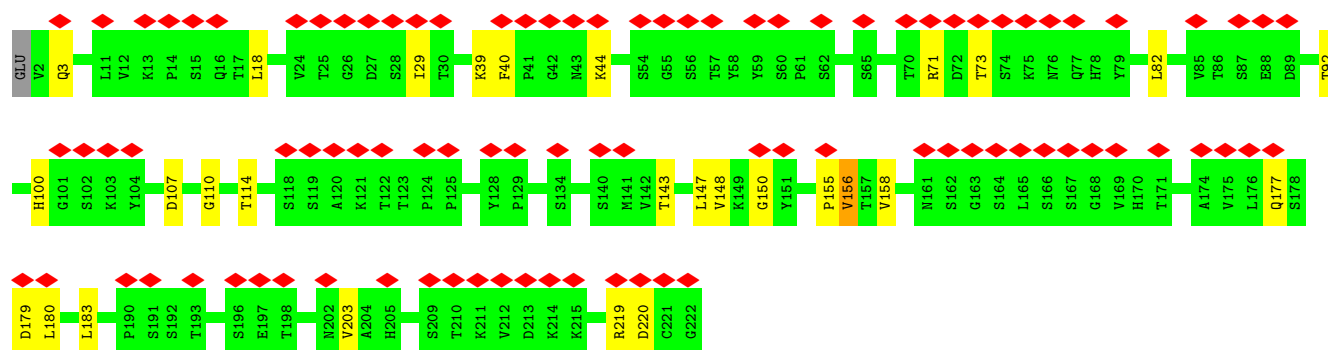 GLU V2 Q3 L11 V12 K13 P14 S15 Q16 T17 L18 V24 T25 G26 D27 S28 I29 T30 K39 F40 P41 G42 N43 K44 S54 G55 S56 T57 Y58 Y59 S60 P61 S62 S65 T70 R71 D72 T73 S74 K75 N76 Q77 H78 Y79 L82 V85 T86 S87 E88 D89 T92
H100 G101 S102 K103 Y104 D107 G110 T114 S118 S119 A120 K121 T122 T123 P124 P125 Y128 P129 S134 S140 M141 V142 T143 L147 V148 K149 G150 Y151 P155 V156 T157 V158 N161 S162 G163 S164 L165 S166 S167 G168 V169 H170 T171 A174 V175 L176 Q177 S178
D179 L180 L183 P190 S191 S192 T193 S196 E197 T198 N202 V203 A204 H205 S209 T210 K211 V212 D213 K214 K215 R219 D220 C221 G222